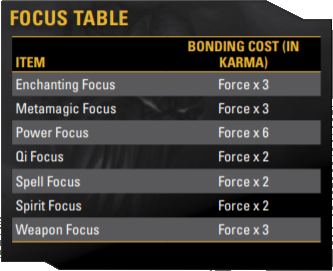 FOCUS TABLE
BONDING COST (IN
ITEM KARMA)
Enchanting Focus Force x 3
Metamagic Focus Force x 3
Power Focus Force x 6
Qi Focus Force x 2
Spell Focus Force x 2
Spirit Focus Force x 2
Weapon Focus Force x 3